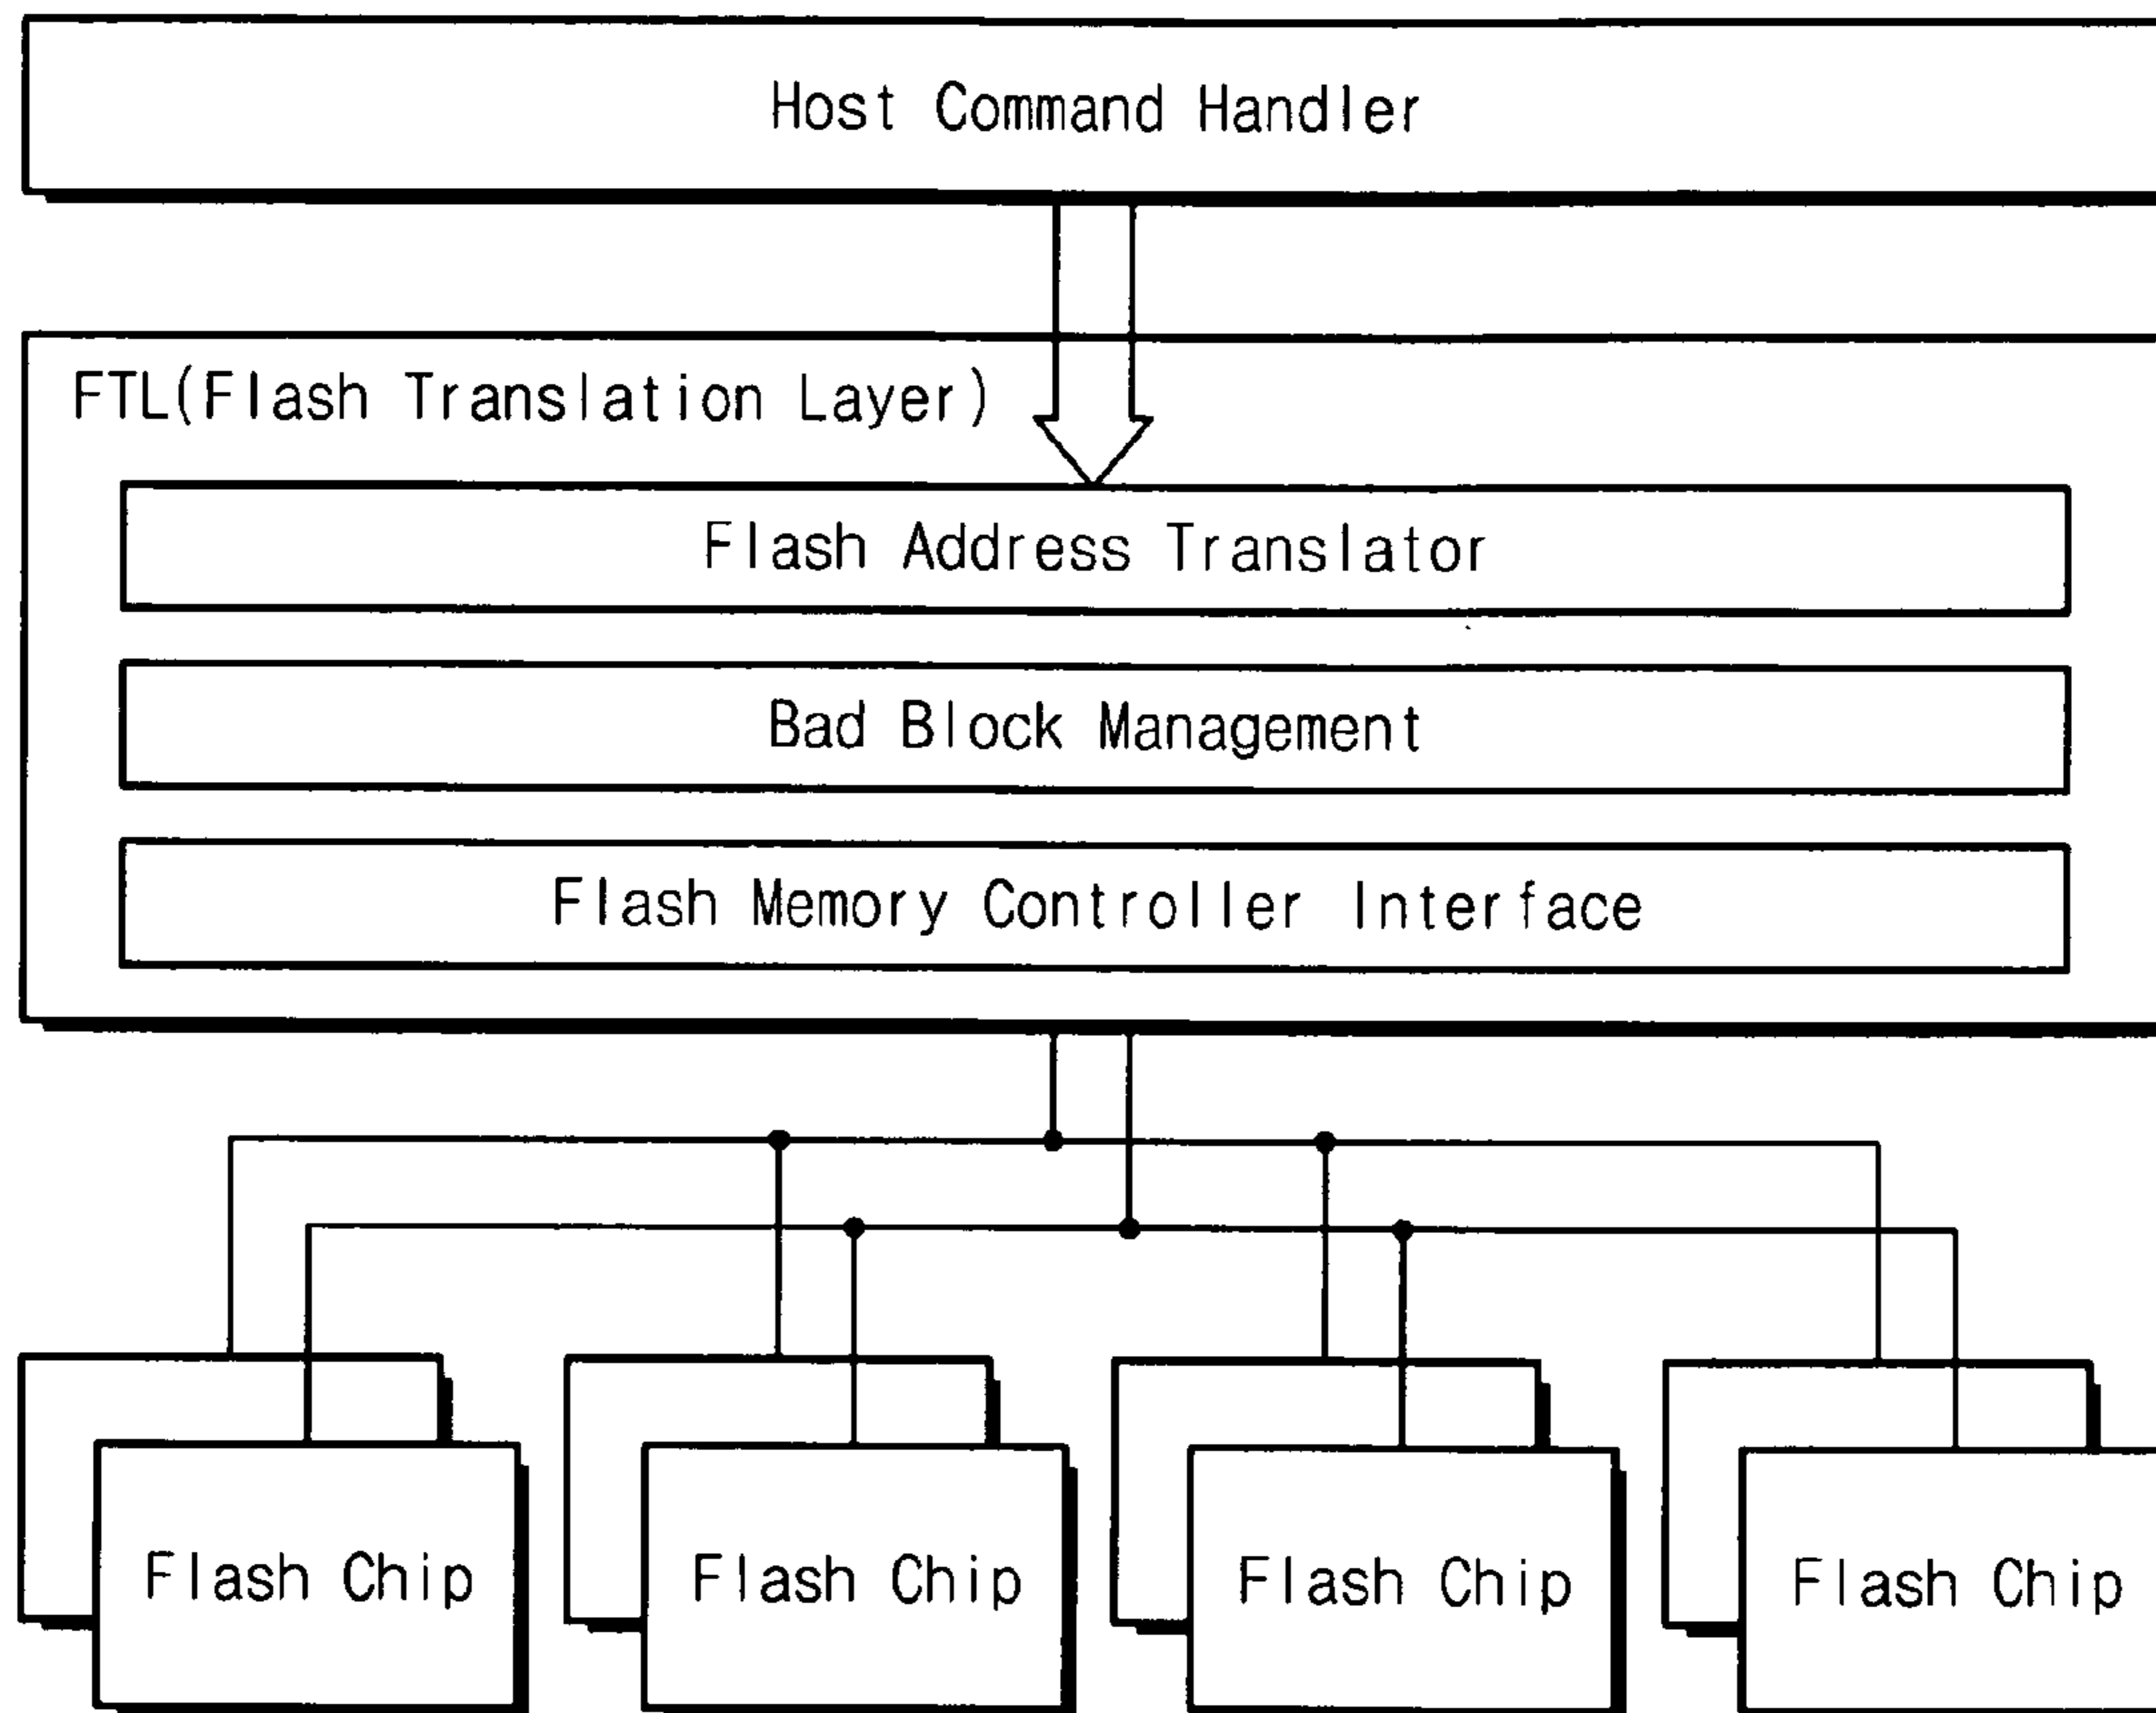 Host Command Handler
FTL(Flash Translation Layer)
Flash Address Translator
Bad Block Management
Flash Memory Controller Interface
Flash Chip
Flash Chip
Flash Chip
Flash Chip